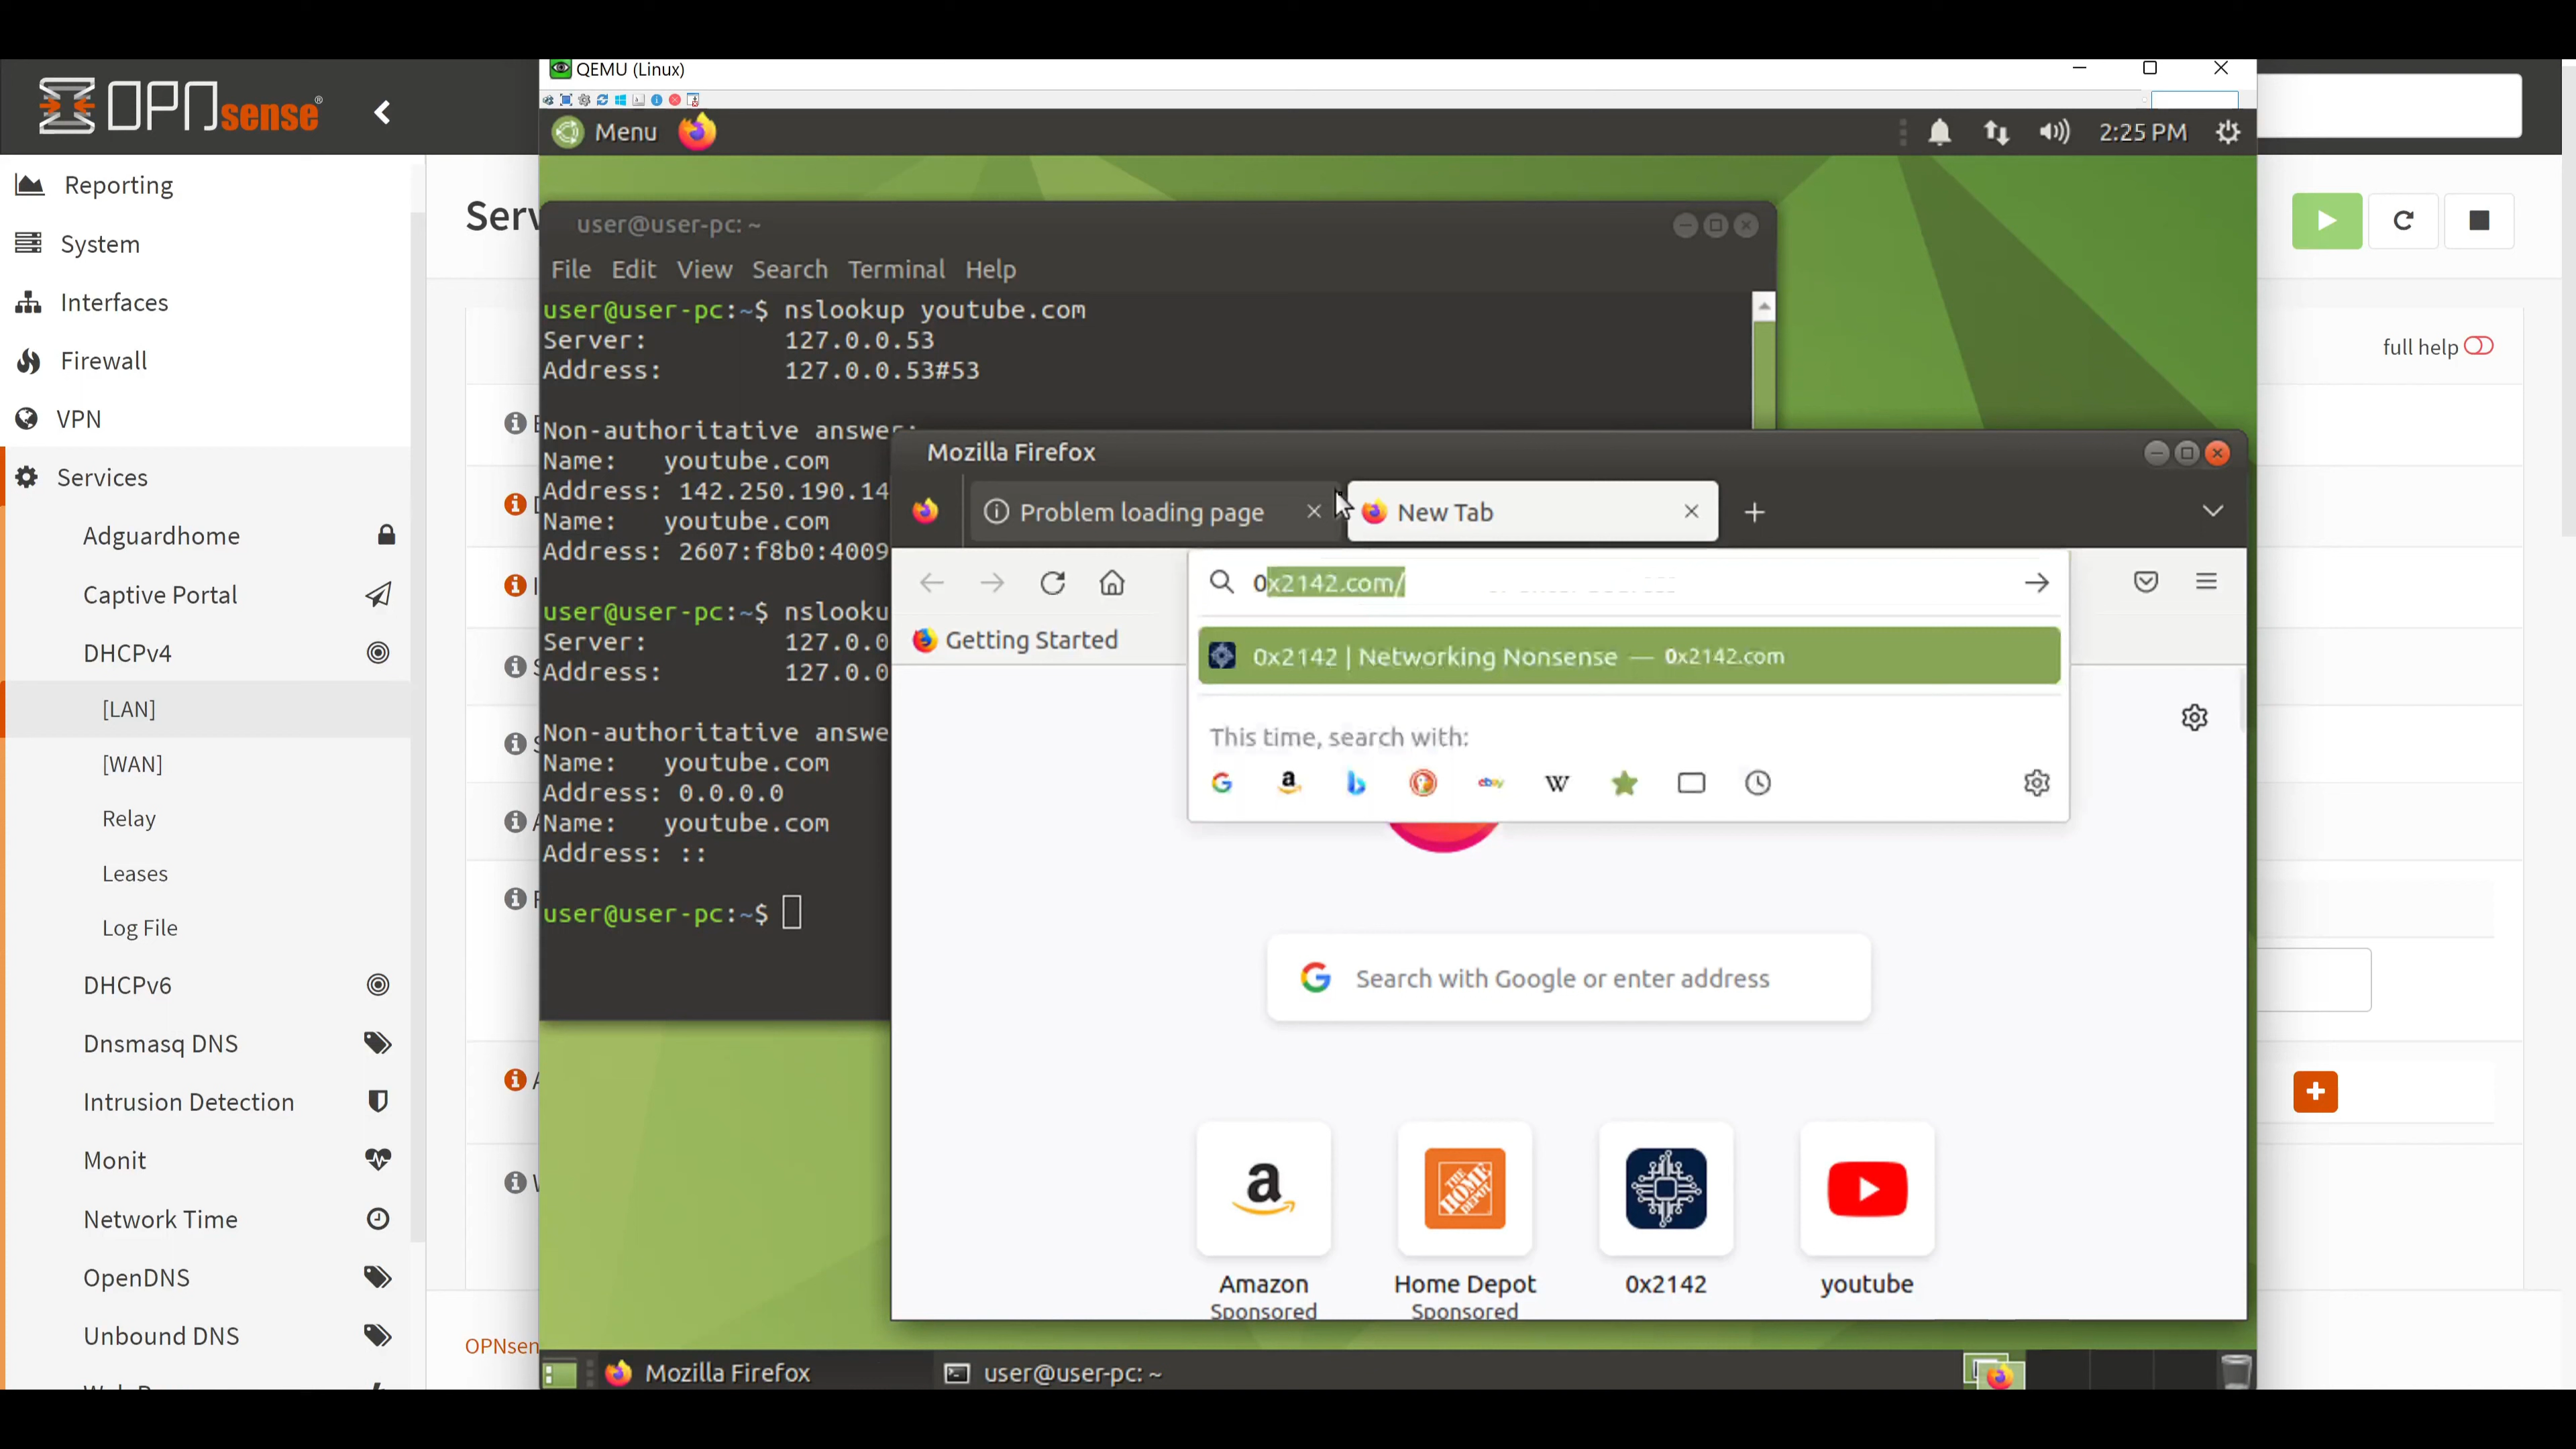 QEMU (Linux)
OPNsense®
Menu
2:25 PM
Reporting
System
Interfaces
Firewall
VPN
Services
Adguardhome
Captive Portal
DHCPv4
[LAN]
[WAN]
Relay
Leases
Log File
DHCPv6
Dnsmasq DNS
Intrusion Detection
Monit
Network Time
OpenDNS
Unbound DNS
Serv
full help
OPNsen
user@user-pc: ~
File Edit View Search Terminal Help
user@user-pc:~$ nslookup youtube.com
Server: 127.0.0.53
Address: 127.0.0.53#53
Non-authoritative answer:
Name: youtube.com
Address: 142.250.190.14
Name: youtube.com
Address: 2607:f8b0:4009
user@user-pc:~$ nslooku
Server: 127.0.0
Address: 127.0.0
Non-authoritative answe
Name: youtube.com
Address: 0.0.0.0
Name: youtube.com
Address: ::
user@user-pc:~$
Mozilla Firefox
Problem loading page
New Tab
0x2142.com/
Getting Started
0x2142 | Networking Nonsense — 0x2142.com
This time, search with:
ebay
W
Search with Google or enter address
Amazon
Sponsored
THE HOME DEPOT
Home Depot
Sponsored
0x2142
youtube
Mozilla Firefox
user@user-pc: ~